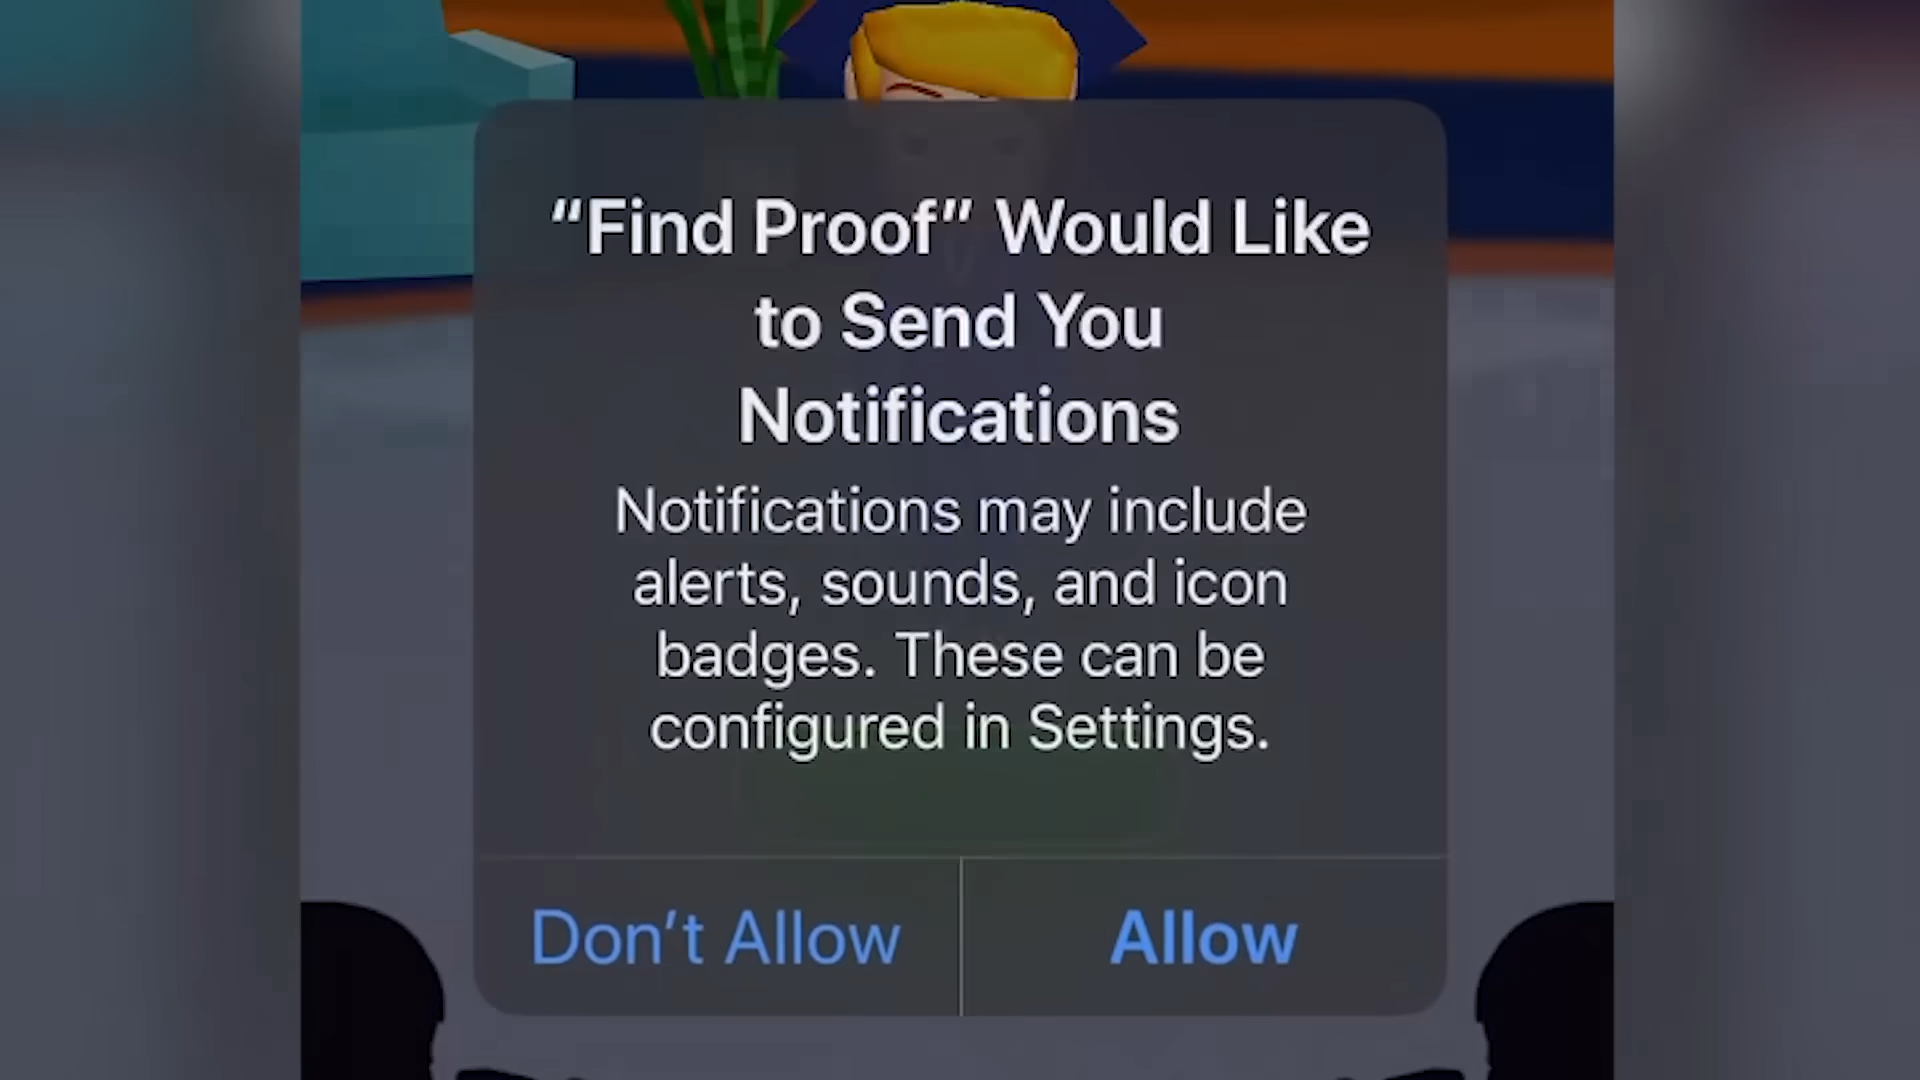 “Find Proof” Would Like
to Send You
Notifications
Notifications may include
alerts, sounds, and icon
badges. These can be
configured in Settings.
Don’t Allow
Allow